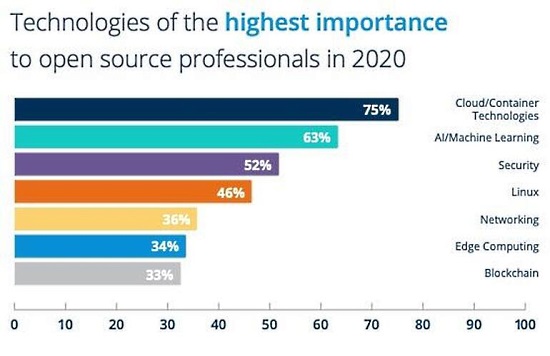 Technologies of the highest importance
to open source professionals in 2020
75% Cloud/Container
Technologies
63% AI/Machine Learning
52% Security
46% Linux
36% Networking
34% Edge Computing
33% Blockchain
0 10 20 30 40 50 60 70 80 90 100